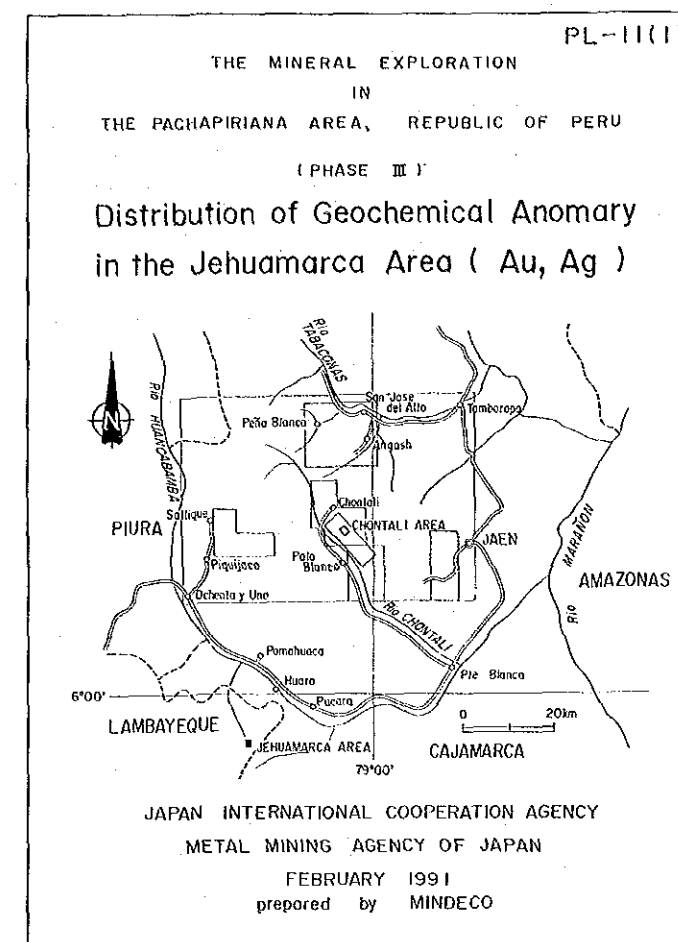 PL-11(1
THE MINERAL EXPLORATION
IN
THE PACHAPIRIANA AREA, REPUBLIC OF PERU
(PHASE III)
Distribution of Geochemical Anomary
in the Jehuamarca Area ( Au, Ag )
Rio
TABACONAS
San Jose
del Alto
Tamborapa
Peña Blanca
Angash
Rio HUANCABAMBA
N
Chontali
Sallique
CHONTALI AREA
PIURA
JAEN
Rio MARAÑON
Palo
Blanco
Piquijaca
AMAZONAS
Ochenta y Uno
Rio CHONTALI
Pomahuaca
Pte Blanca
Huara
6°00'
Pucara
LAMBAYEQUE
0 20km
JEHUAMARCA AREA
CAJAMARCA
79°00'
JAPAN INTERNATIONAL COOPERATION AGENCY
METAL MINING AGENCY OF JAPAN
FEBRUARY 1991
prepared by MINDECO